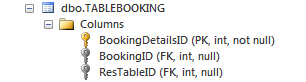 dbo.TABLEBOOKING
Columns
BookingDetailsID (PK, int, not null)
BookingID (FK, int, null)
ResTableID (FK, int, null)